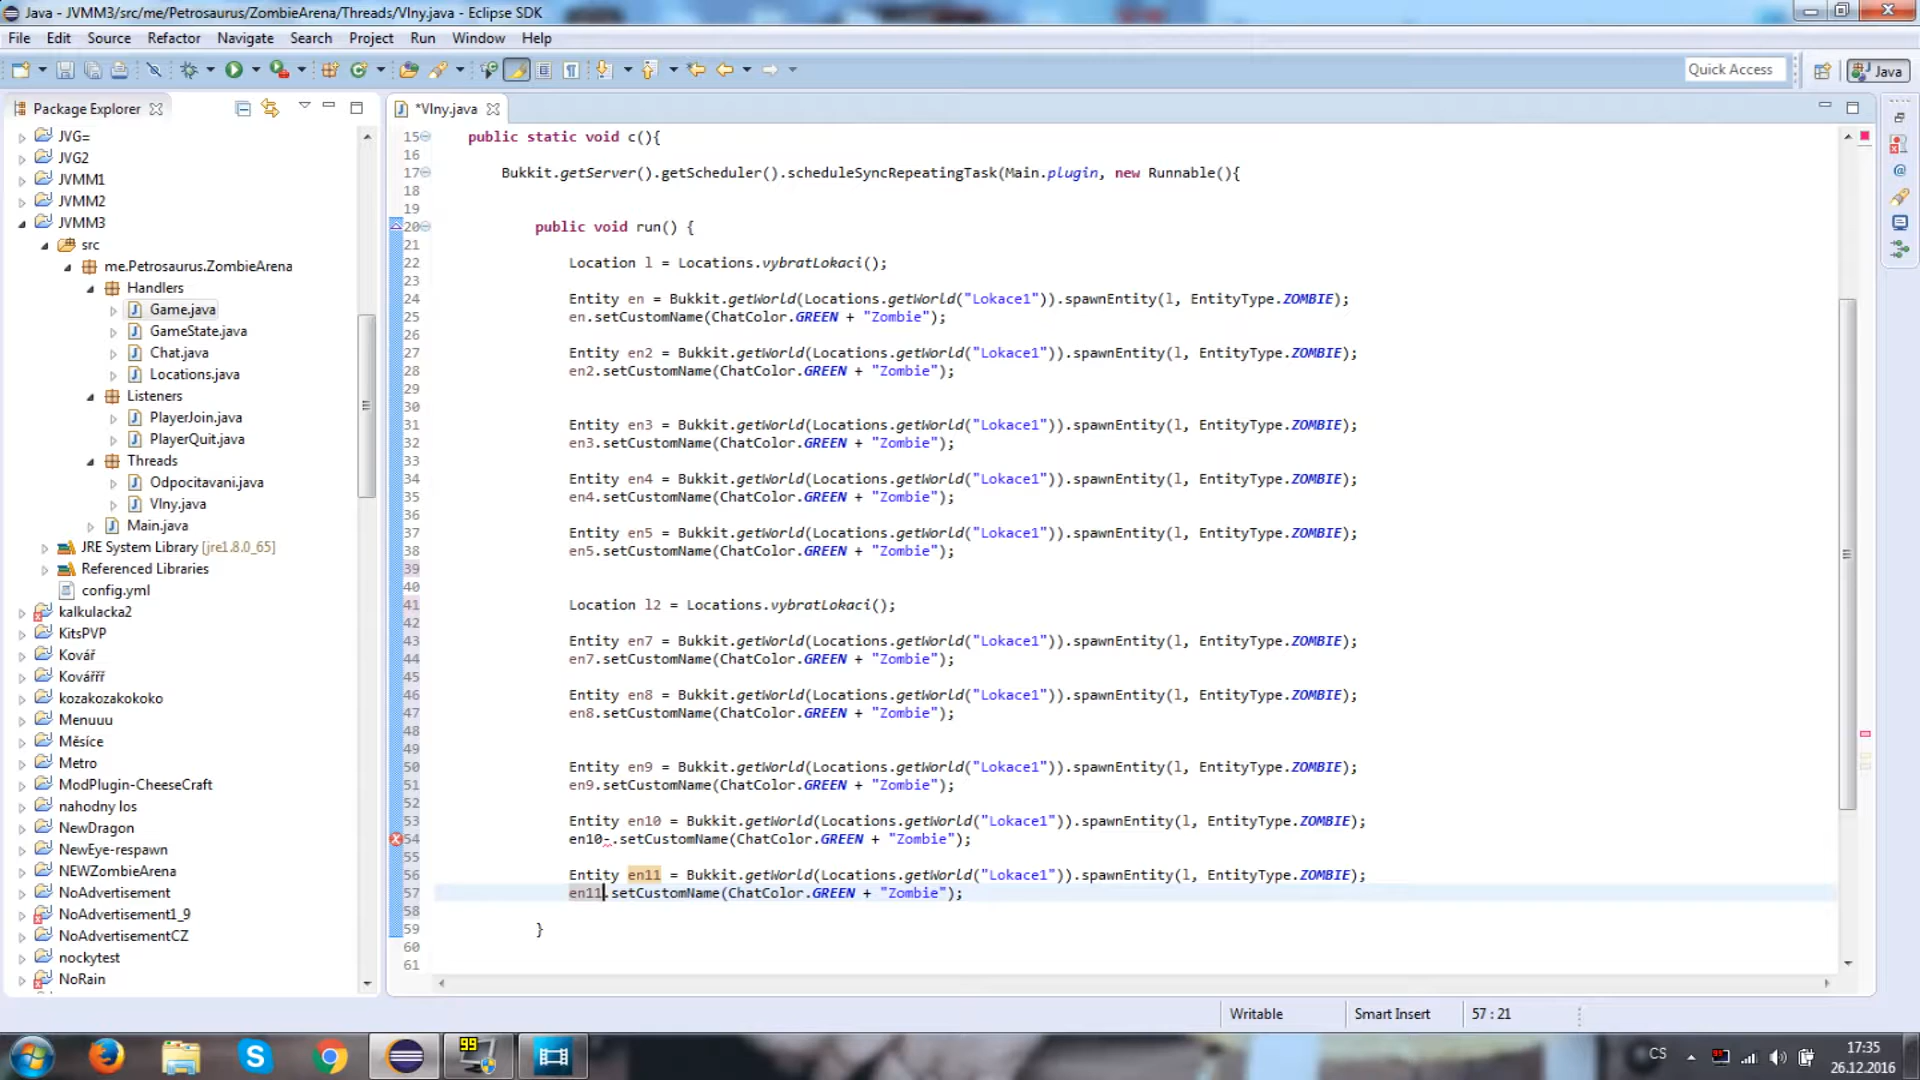 Java - JVMM3/src/me/Petrosaurus/ZombieArena/Threads/Vlny.java - Eclipse SDK
File Edit Source Refactor Navigate Search Project Run Window Help
Quick Access
Java
Package Explorer
*Vlny.java
JVG=
JVG2
JVMM1
JVMM2
JVMM3
src
me.Petrosaurus.ZombieArena
Handlers
Game.java
GameState.java
Chat.java
Locations.java
Listeners
PlayerJoin.java
PlayerQuit.java
Threads
Odpocitavani.java
Vlny.java
Main.java
JRE System Library [jre1.8.0_65]
Referenced Libraries
config.yml
kalkulacka2
KitsPVP
Kovář
Kovářří
kozakozakokoko
Menuuu
Měsíce
Metro
ModPlugin-CheeseCraft
nahodny los
NewDragon
NewEye-respawn
NEWZombieArena
NoAdvertisement
NoAdvertisement1_9
NoAdvertisementCZ
nockytest
NoRain
15 public static void c(){
16
17 Bukkit.getServer().getScheduler().scheduleSyncRepeatingTask(Main.plugin, new Runnable(){
18
19
20 public void run() {
21
22 Location l = Locations.vybratLokaci();
23
24 Entity en = Bukkit.getWorld(Locations.getWorld("Lokace1")).spawnEntity(l, EntityType.ZOMBIE);
25 en.setCustomName(ChatColor.GREEN + "Zombie");
26
27 Entity en2 = Bukkit.getWorld(Locations.getWorld("Lokace1")).spawnEntity(l, EntityType.ZOMBIE);
28 en2.setCustomName(ChatColor.GREEN + "Zombie");
29
30
31 Entity en3 = Bukkit.getWorld(Locations.getWorld("Lokace1")).spawnEntity(l, EntityType.ZOMBIE);
32 en3.setCustomName(ChatColor.GREEN + "Zombie");
33
34 Entity en4 = Bukkit.getWorld(Locations.getWorld("Lokace1")).spawnEntity(l, EntityType.ZOMBIE);
35 en4.setCustomName(ChatColor.GREEN + "Zombie");
36
37 Entity en5 = Bukkit.getWorld(Locations.getWorld("Lokace1")).spawnEntity(l, EntityType.ZOMBIE);
38 en5.setCustomName(ChatColor.GREEN + "Zombie");
39
40
41 Location l2 = Locations.vybratLokaci();
42
43 Entity en7 = Bukkit.getWorld(Locations.getWorld("Lokace1")).spawnEntity(l, EntityType.ZOMBIE);
44 en7.setCustomName(ChatColor.GREEN + "Zombie");
45
46 Entity en8 = Bukkit.getWorld(Locations.getWorld("Lokace1")).spawnEntity(l, EntityType.ZOMBIE);
47 en8.setCustomName(ChatColor.GREEN + "Zombie");
48
49
50 Entity en9 = Bukkit.getWorld(Locations.getWorld("Lokace1")).spawnEntity(l, EntityType.ZOMBIE);
51 en9.setCustomName(ChatColor.GREEN + "Zombie");
52
53 Entity en10 = Bukkit.getWorld(Locations.getWorld("Lokace1")).spawnEntity(l, EntityType.ZOMBIE);
54 en10-.setCustomName(ChatColor.GREEN + "Zombie");
55
56 Entity en11 = Bukkit.getWorld(Locations.getWorld("Lokace1")).spawnEntity(l, EntityType.ZOMBIE);
57 en11.setCustomName(ChatColor.GREEN + "Zombie");
58
59 }
60
61
Writable Smart Insert 57 : 21
99
CS
17:35
26.12.2016